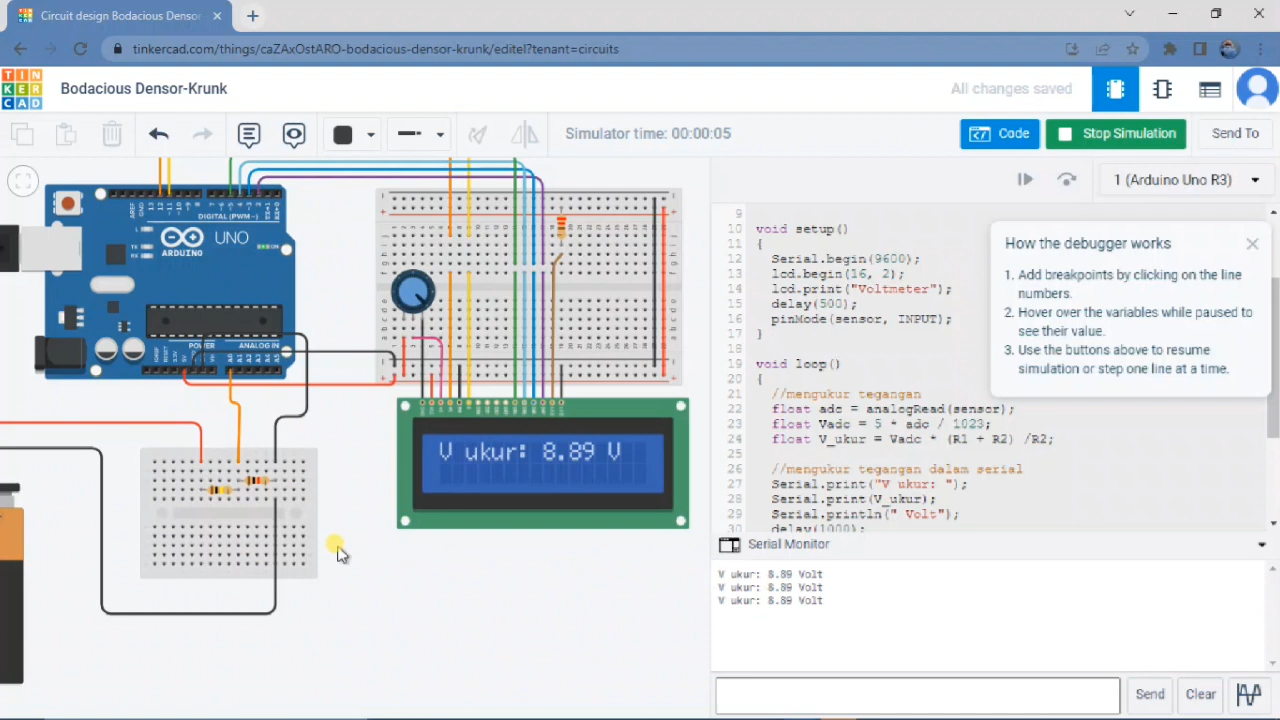 Circuit design Bodacious Densor
tinkercad.com/things/caZAxOstARO-bodacious-densor-krunk/editel?tenant=circuits
TIN
KER
CAD
Bodacious Densor-Krunk
All changes saved
Simulator time: 00:00:05
Code
Stop Simulation
Send To
1 (Arduino Uno R3)
DIGITAL (PWM~)
UNO
ARDUINO
POWER
ANALOG IN
V ukur: 8.89 V
9
10 void setup()
11 {
12 Serial.begin(9600);
13 lcd.begin(16, 2);
14 lcd.print("Voltmeter");
15 delay(500);
16 pinMode(sensor, INPUT);
17 }
18
19 void loop()
20 {
21 //mengukur tegangan
22 float adc = analogRead(sensor);
23 float Vadc = 5 * adc / 1023;
24 float V_ukur = Vadc * (R1 + R2) /R2;
25
26 //mengukur tegangan dalam serial
27 Serial.print("V ukur: ");
28 Serial.print(V_ukur);
29 Serial.println(" Volt");
30 delay(1000);
How the debugger works
1. Add breakpoints by clicking on the line
numbers.
2. Hover over the variables while paused to
see their value.
3. Use the buttons above to resume
simulation or step one line at a time.
Serial Monitor
V ukur: 8.89 Volt
V ukur: 8.89 Volt
V ukur: 8.89 Volt
Send
Clear